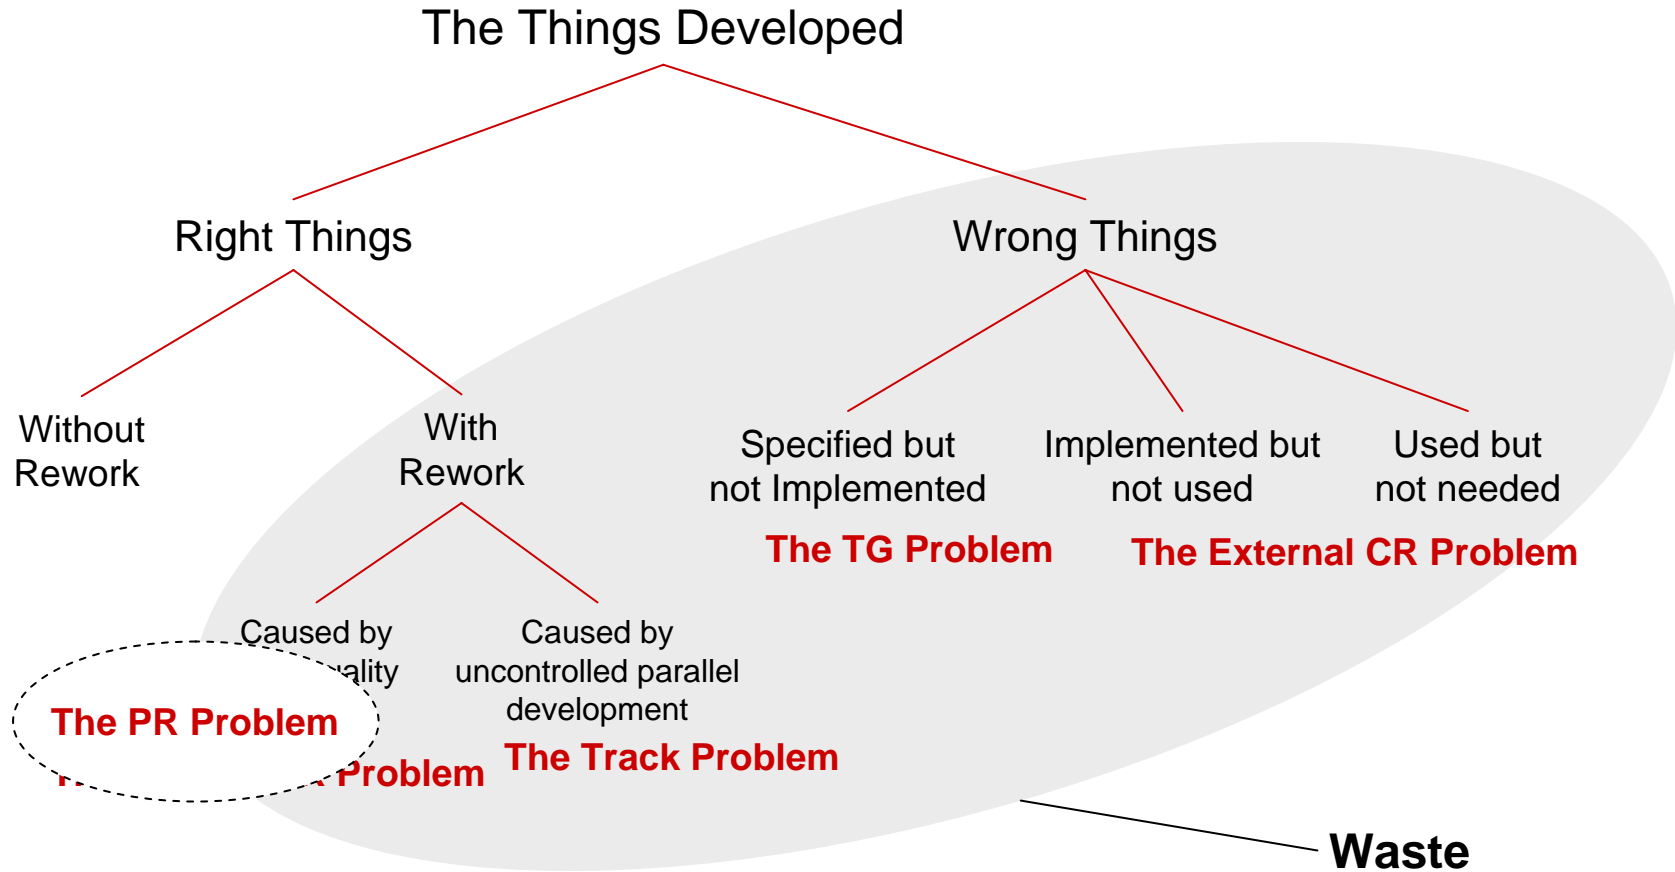 The Things Developed
Right Things
Wrong Things
Without
Rework
With
Rework
Specified but
not Implemented
Implemented but
not used
Used but
not needed
The TG Problem
The External CR Problem
Caused by
Caused by
uncontrolled parallel
development
The PR Problem
Problem
The Track Problem
Waste